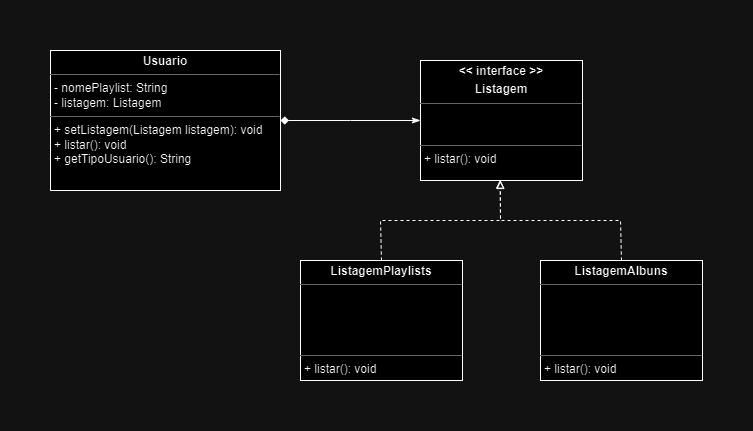 Usuario
- nomePlaylist: String
- listagem: Listagem
+ setListagem(Listagem listagem): void
+ listar(): void
+ getTipoUsuario(): String
<< interface >>
Listagem
+ listar(): void
ListagemPlaylists
+ listar(): void
ListagemAlbuns
+ listar(): void